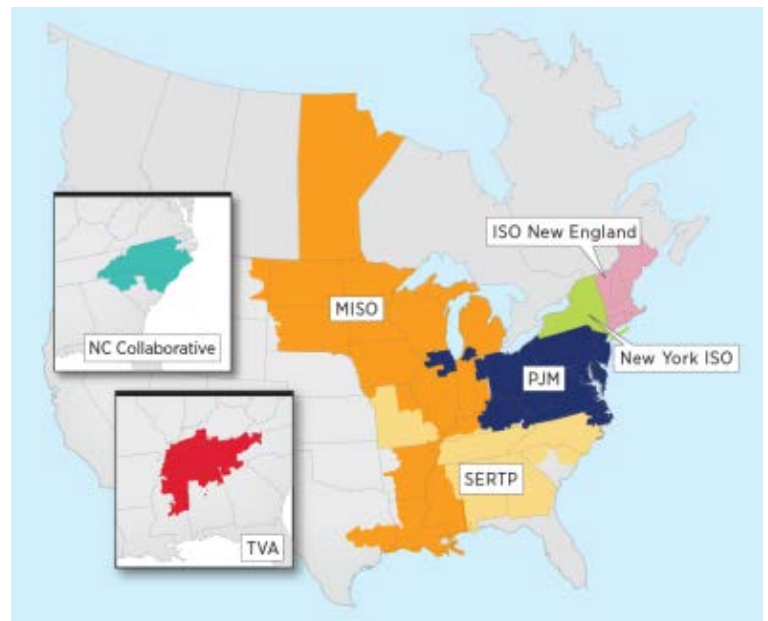 ISO New England
MISO
NC Collaborative
New York ISO
PJM
SERTP
TVA